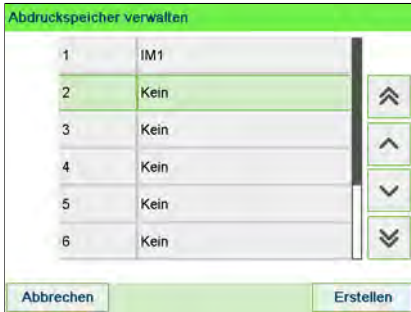 Abdruckspeicher verwalten
1 IM1
2 Kein
3 Kein
4 Kein
5 Kein
6 Kein
Abbrechen Erstellen